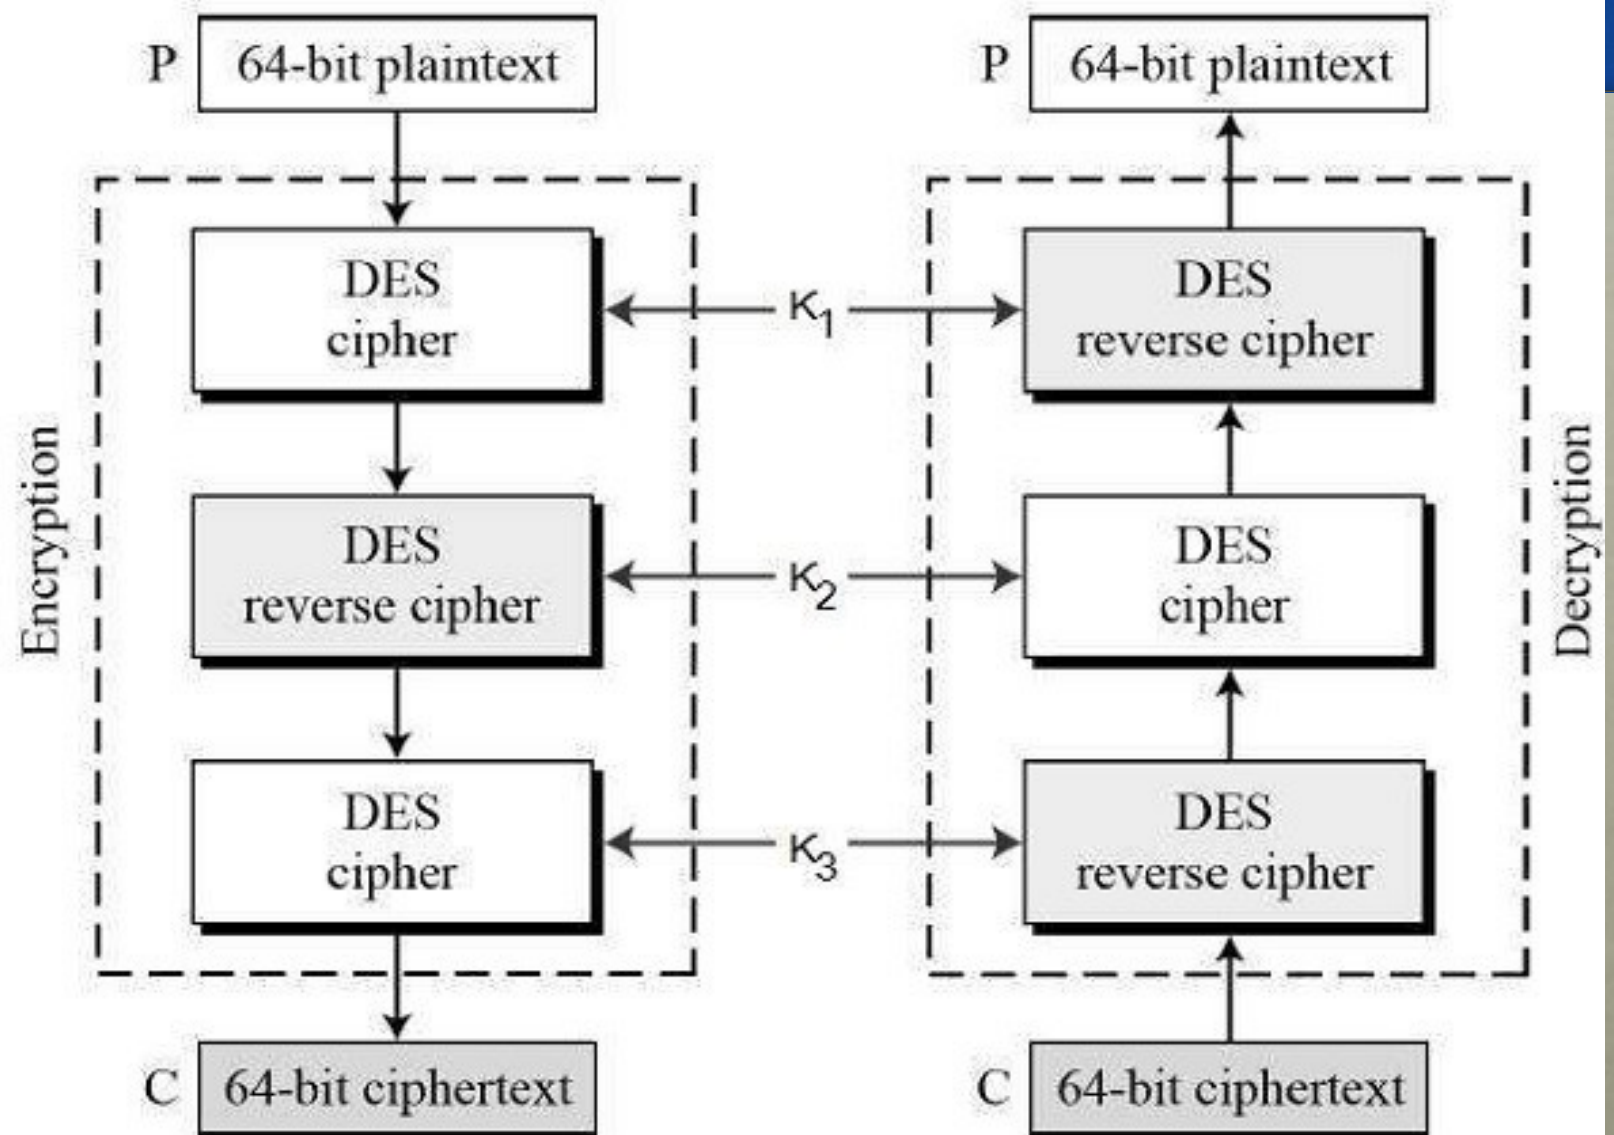 P
64-bit plaintext
P
64-bit plaintext
DES
cipher
K1
DES
reverse cipher
Encryption
DES
reverse cipher
K2
DES
cipher
Decryption
DES
cipher
K3
DES
reverse cipher
C
64-bit ciphertext
C
64-bit ciphertext